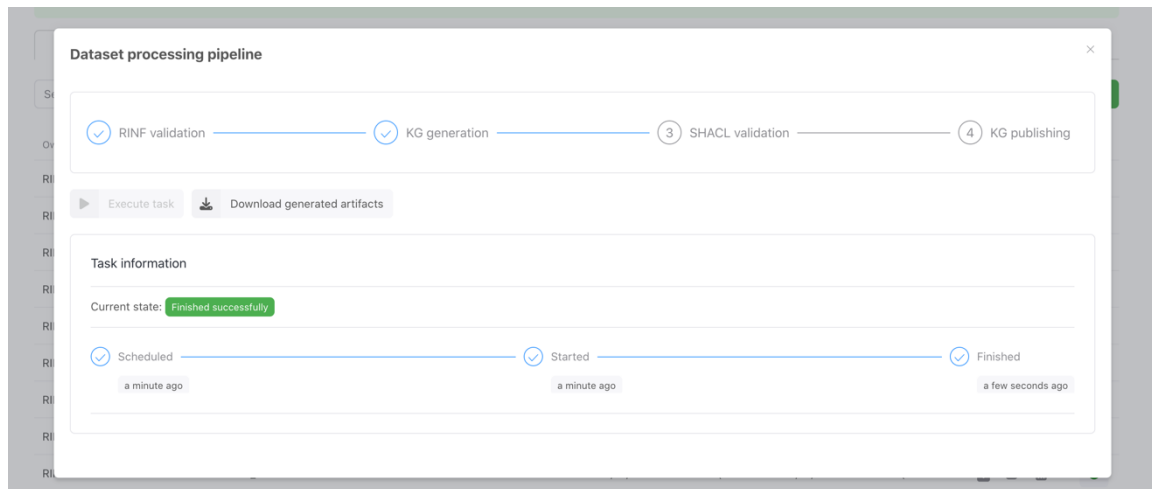 Dataset processing pipeline
RINF validation
KG generation
3 SHACL validation
4 KG publishing
Execute task
Download generated artifacts
Task information
Current state: Finished successfully
Scheduled
Started
Finished
a minute ago
a minute ago
a few seconds ago